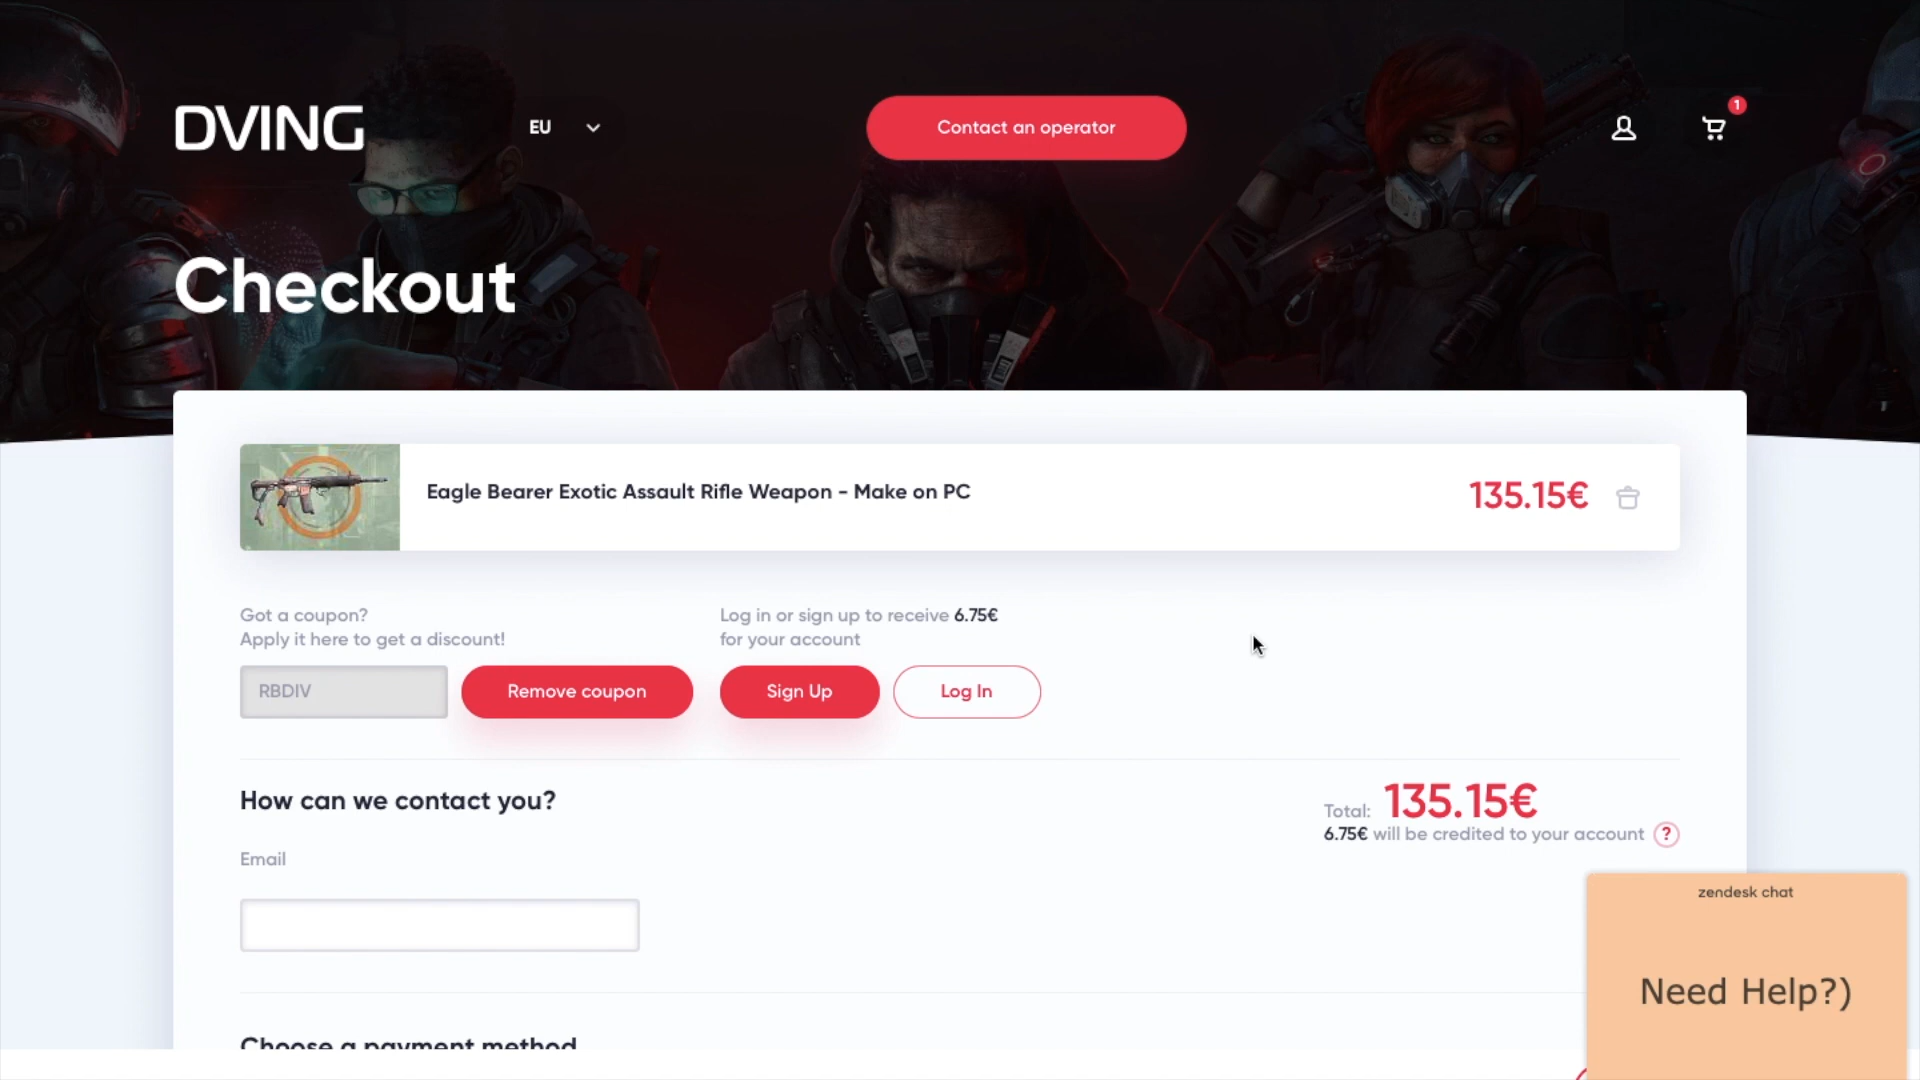 DVING
EU
Contact an operator
1
Checkout
Eagle Bearer Exotic Assault Rifle Weapon - Make on PC
135.15€
Got a coupon?
Apply it here to get a discount!
Log in or sign up to receive 6.75€
for your account
RBDIV
Remove coupon
Sign Up
Log In
How can we contact you?
Total: 135.15€
6.75€ will be credited to your account ?
Email
zendesk chat
Need Help?)
Choose a payment method